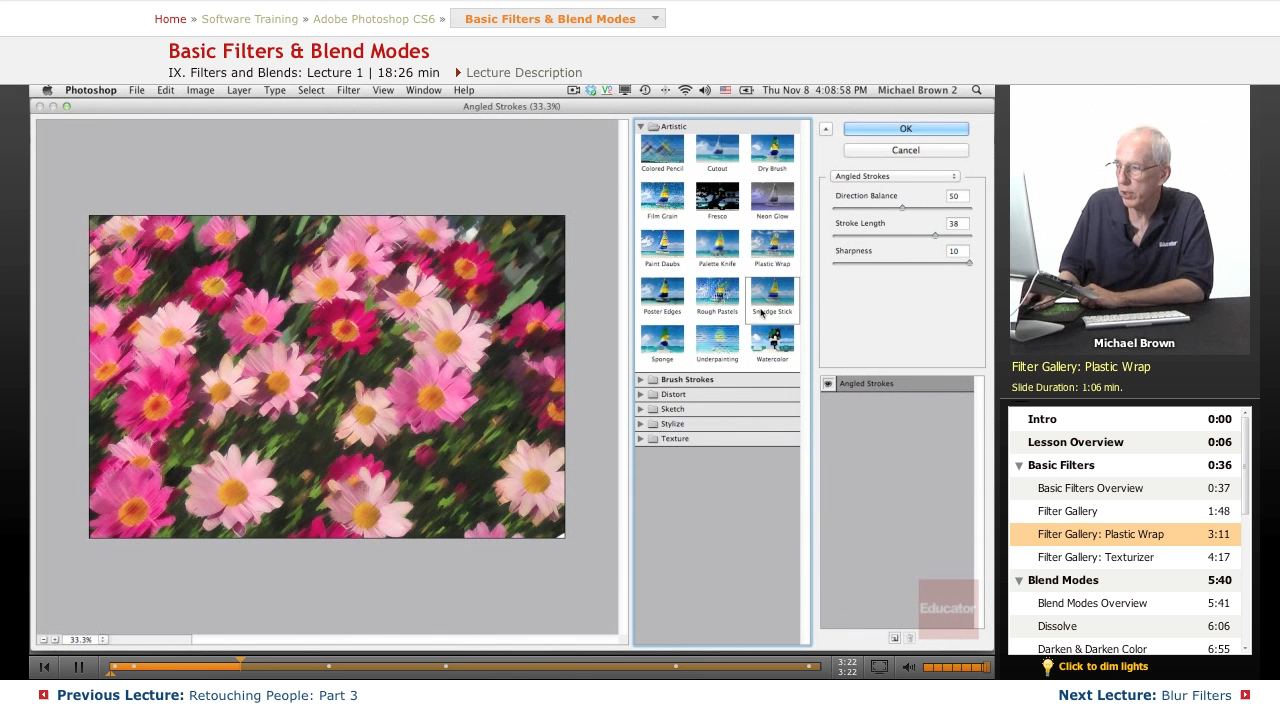 Home » Software Training » Adobe Photoshop CS6 » Basic Filters & Blend Modes
Basic Filters & Blend Modes
IX. Filters and Blends: Lecture 1 | 18:26 min Lecture Description
Photoshop File Edit Image Layer Type Select Filter View Window Help Thu Nov 8 4:08:58 PM Michael Brown 2
Angled Strokes (33.3%)
Artistic
Colored Pencil Cutout Dry Brush
Film Grain Fresco Neon Glow
Paint Daubs Palette Knife Plastic Wrap
Poster Edges Rough Pastels Smudge Stick
Sponge Underpainting Watercolor
Brush Strokes
Distort
Sketch
Stylize
Texture
OK
Cancel
Angled Strokes
Direction Balance 50
Stroke Length 38
Sharpness 10
Angled Strokes
Educator
33.3%
Educator
Michael Brown
Filter Gallery: Plastic Wrap
Slide Duration: 1:06 min.
Intro 0:00
Lesson Overview 0:06
Basic Filters 0:36
Basic Filters Overview 0:37
Filter Gallery 1:48
Filter Gallery: Plastic Wrap 3:11
Filter Gallery: Texturizer 4:17
Blend Modes 5:40
Blend Modes Overview 5:41
Dissolve 6:06
Darken & Darken Color 6:55
3:22
3:22
Click to dim lights
Previous Lecture: Retouching People: Part 3
Next Lecture: Blur Filters